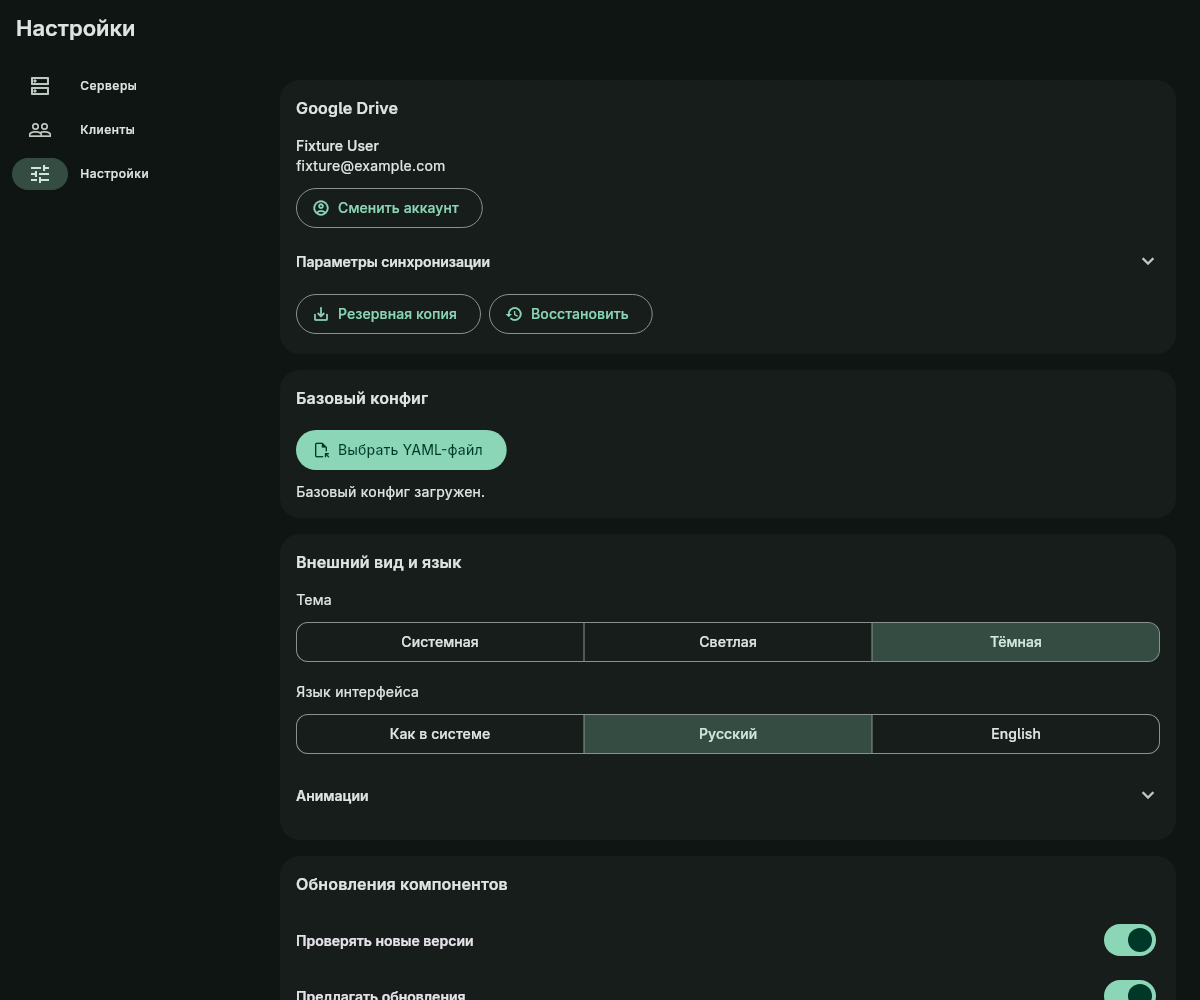 Настройки
Серверы
Клиенты
Настройки
Google Drive
Fixture User
fixture@example.com
Сменить аккаунт
Параметры синхронизации
Резервная копия
Восстановить
Базовый конфиг
Выбрать YAML-файл
Базовый конфиг загружен.
Внешний вид и язык
Тема
Системная
Светлая
Тёмная
Язык интерфейса
Как в системе
Русский
English
Анимации
Обновления компонентов
Проверять новые версии
Предлагать обновления